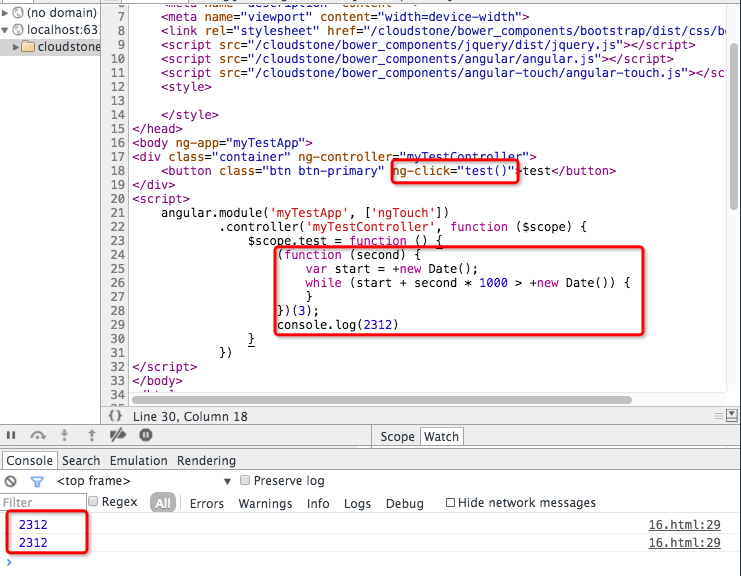 (no domain)
localhost:63
cloudstone
7 <meta name="viewport" content="width=device-width">
8 <link rel="stylesheet" href="/cloudstone/bower_components/bootstrap/dist/css/bo
9 <script src="/cloudstone/bower_components/jquery/dist/jquery.js"></script>
10 <script src="/cloudstone/bower_components/angular/angular.js"></script>
11 <script src="/cloudstone/bower_components/angular-touch/angular-touch.js"></sc
12 <style>
13
14 </style>
15 </head>
16 <body ng-app="myTestApp">
17 <div class="container" ng-controller="myTestController">
18 <button class="btn btn-primary" ng-click="test()">test</button>
19 </div>
20 <script>
21 angular.module('myTestApp', ['ngTouch'])
22 .controller('myTestController', function ($scope) {
23 $scope.test = function () {
24 (function (second) {
25 var start = +new Date();
26 while (start + second * 1000 > +new Date()) {
27 }
28 })(3);
29 console.log(2312)
30 }
31 })
32 </script>
33 </body>
34
{} Line 30, Column 18
Scope Watch
Console Search Emulation Rendering
<top frame> ▼ Preserve log
Filter Regex All Errors Warnings Info Logs Debug Hide network messages
2312 16.html:29
2312 16.html:29
>